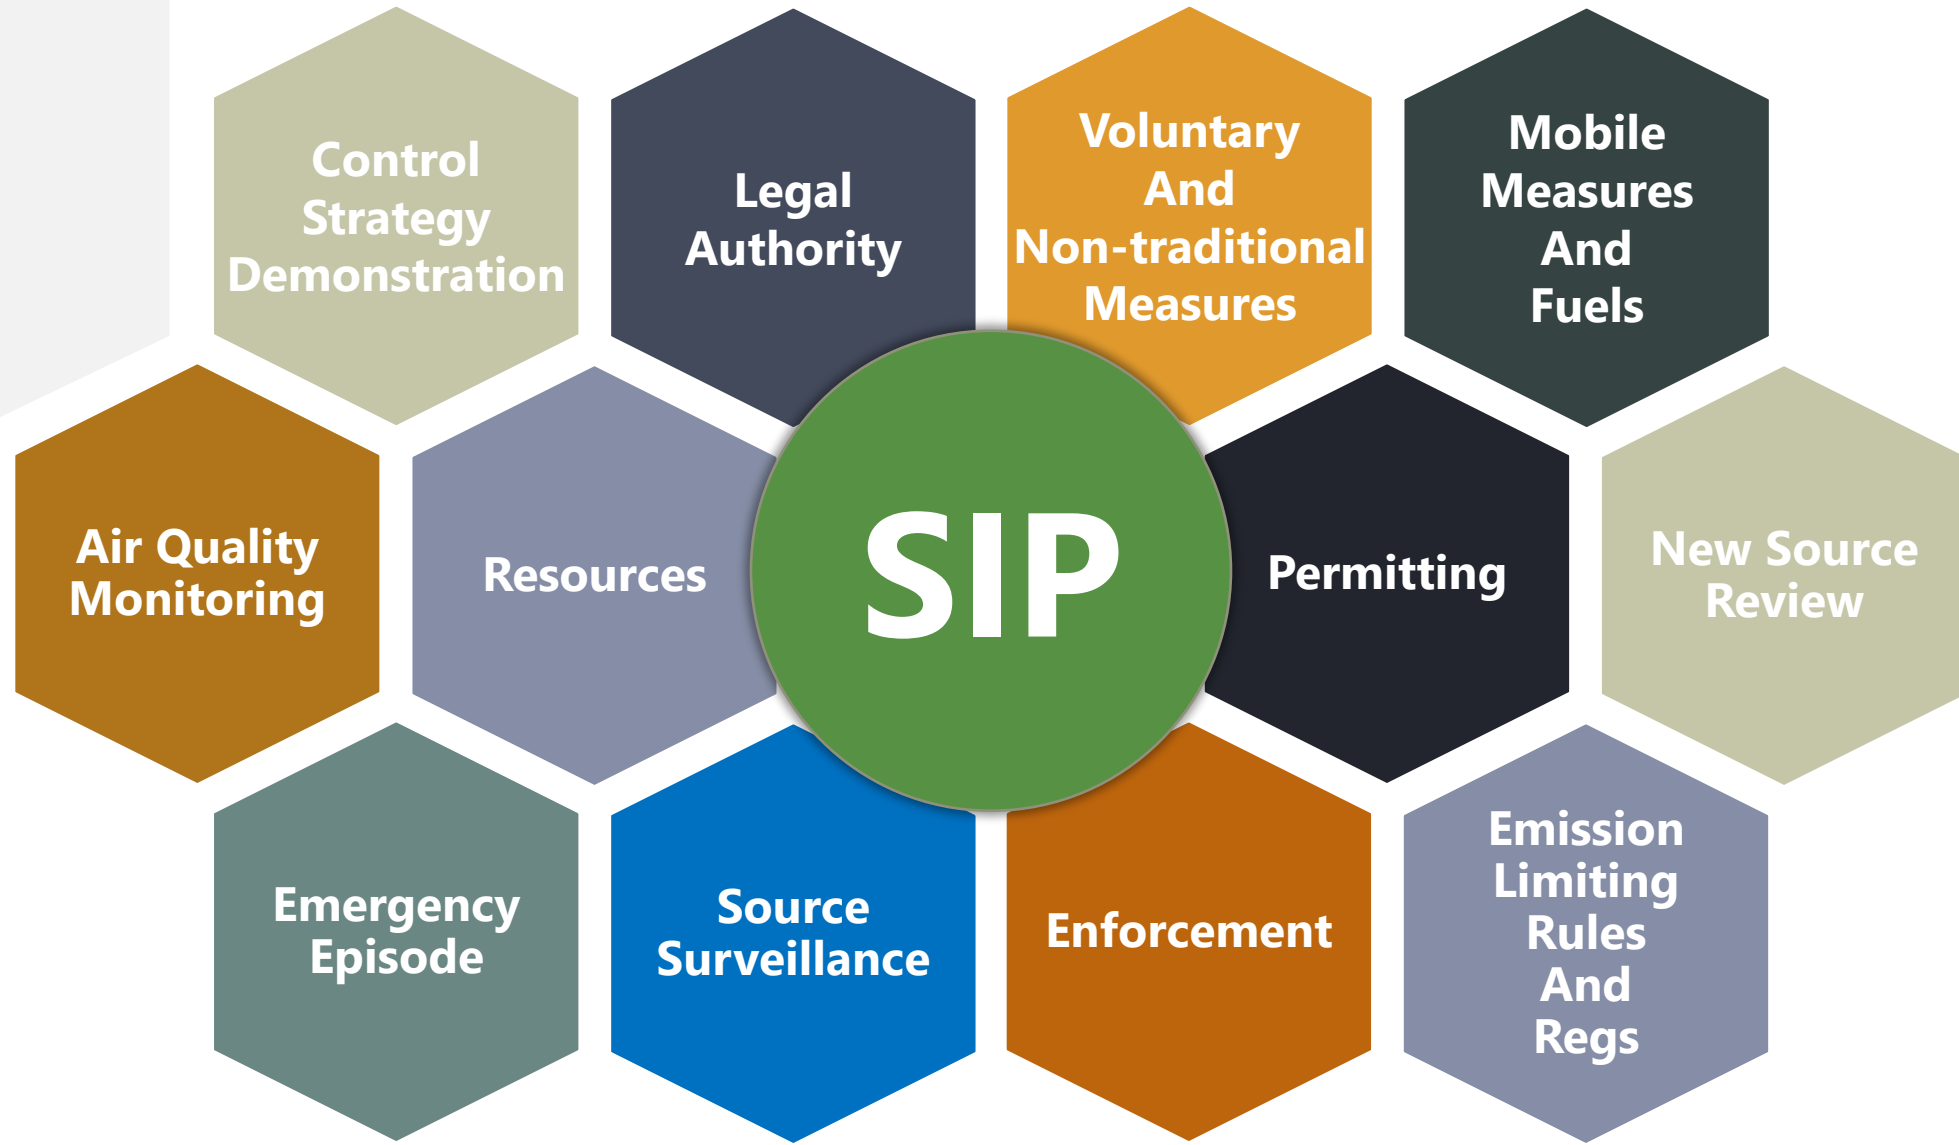 Control
Strategy
Demonstration
Legal
Authority
Voluntary
And
Non-traditional
Measures
Mobile
Measures
And
Fuels
Air Quality
Monitoring
Resources
SIP
Permitting
New Source
Review
Emergency
Episode
Source
Surveillance
Enforcement
Emission
Limiting
Rules
And
Regs